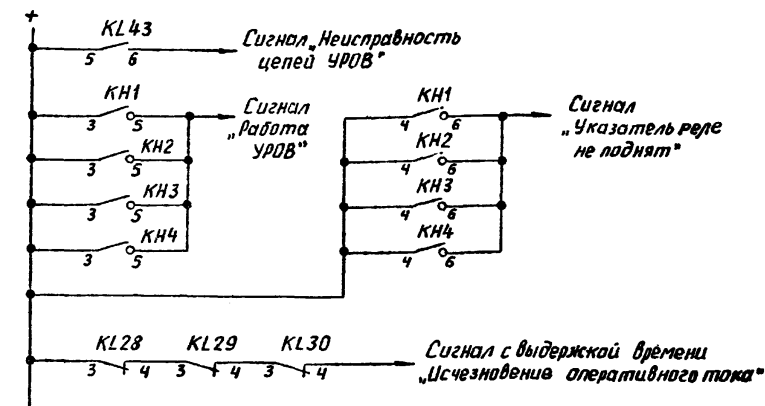 +
KL43
5 6
Сигнал „Неисправность
цепей УРОВ"
KH1
3 5
Сигнал
„Работа
УРОВ"
KH2
3 5
KH3
3 5
KH4
3 5
KH1
4 6
Сигнал
„Указатель реле
не поднят"
KH2
4 6
KH3
4 6
KH4
4 6
KL28 KL29 KL30
3 4 3 4 3 4
Сигнал с выдержкой времени
„Исчезновение оперативного тока"